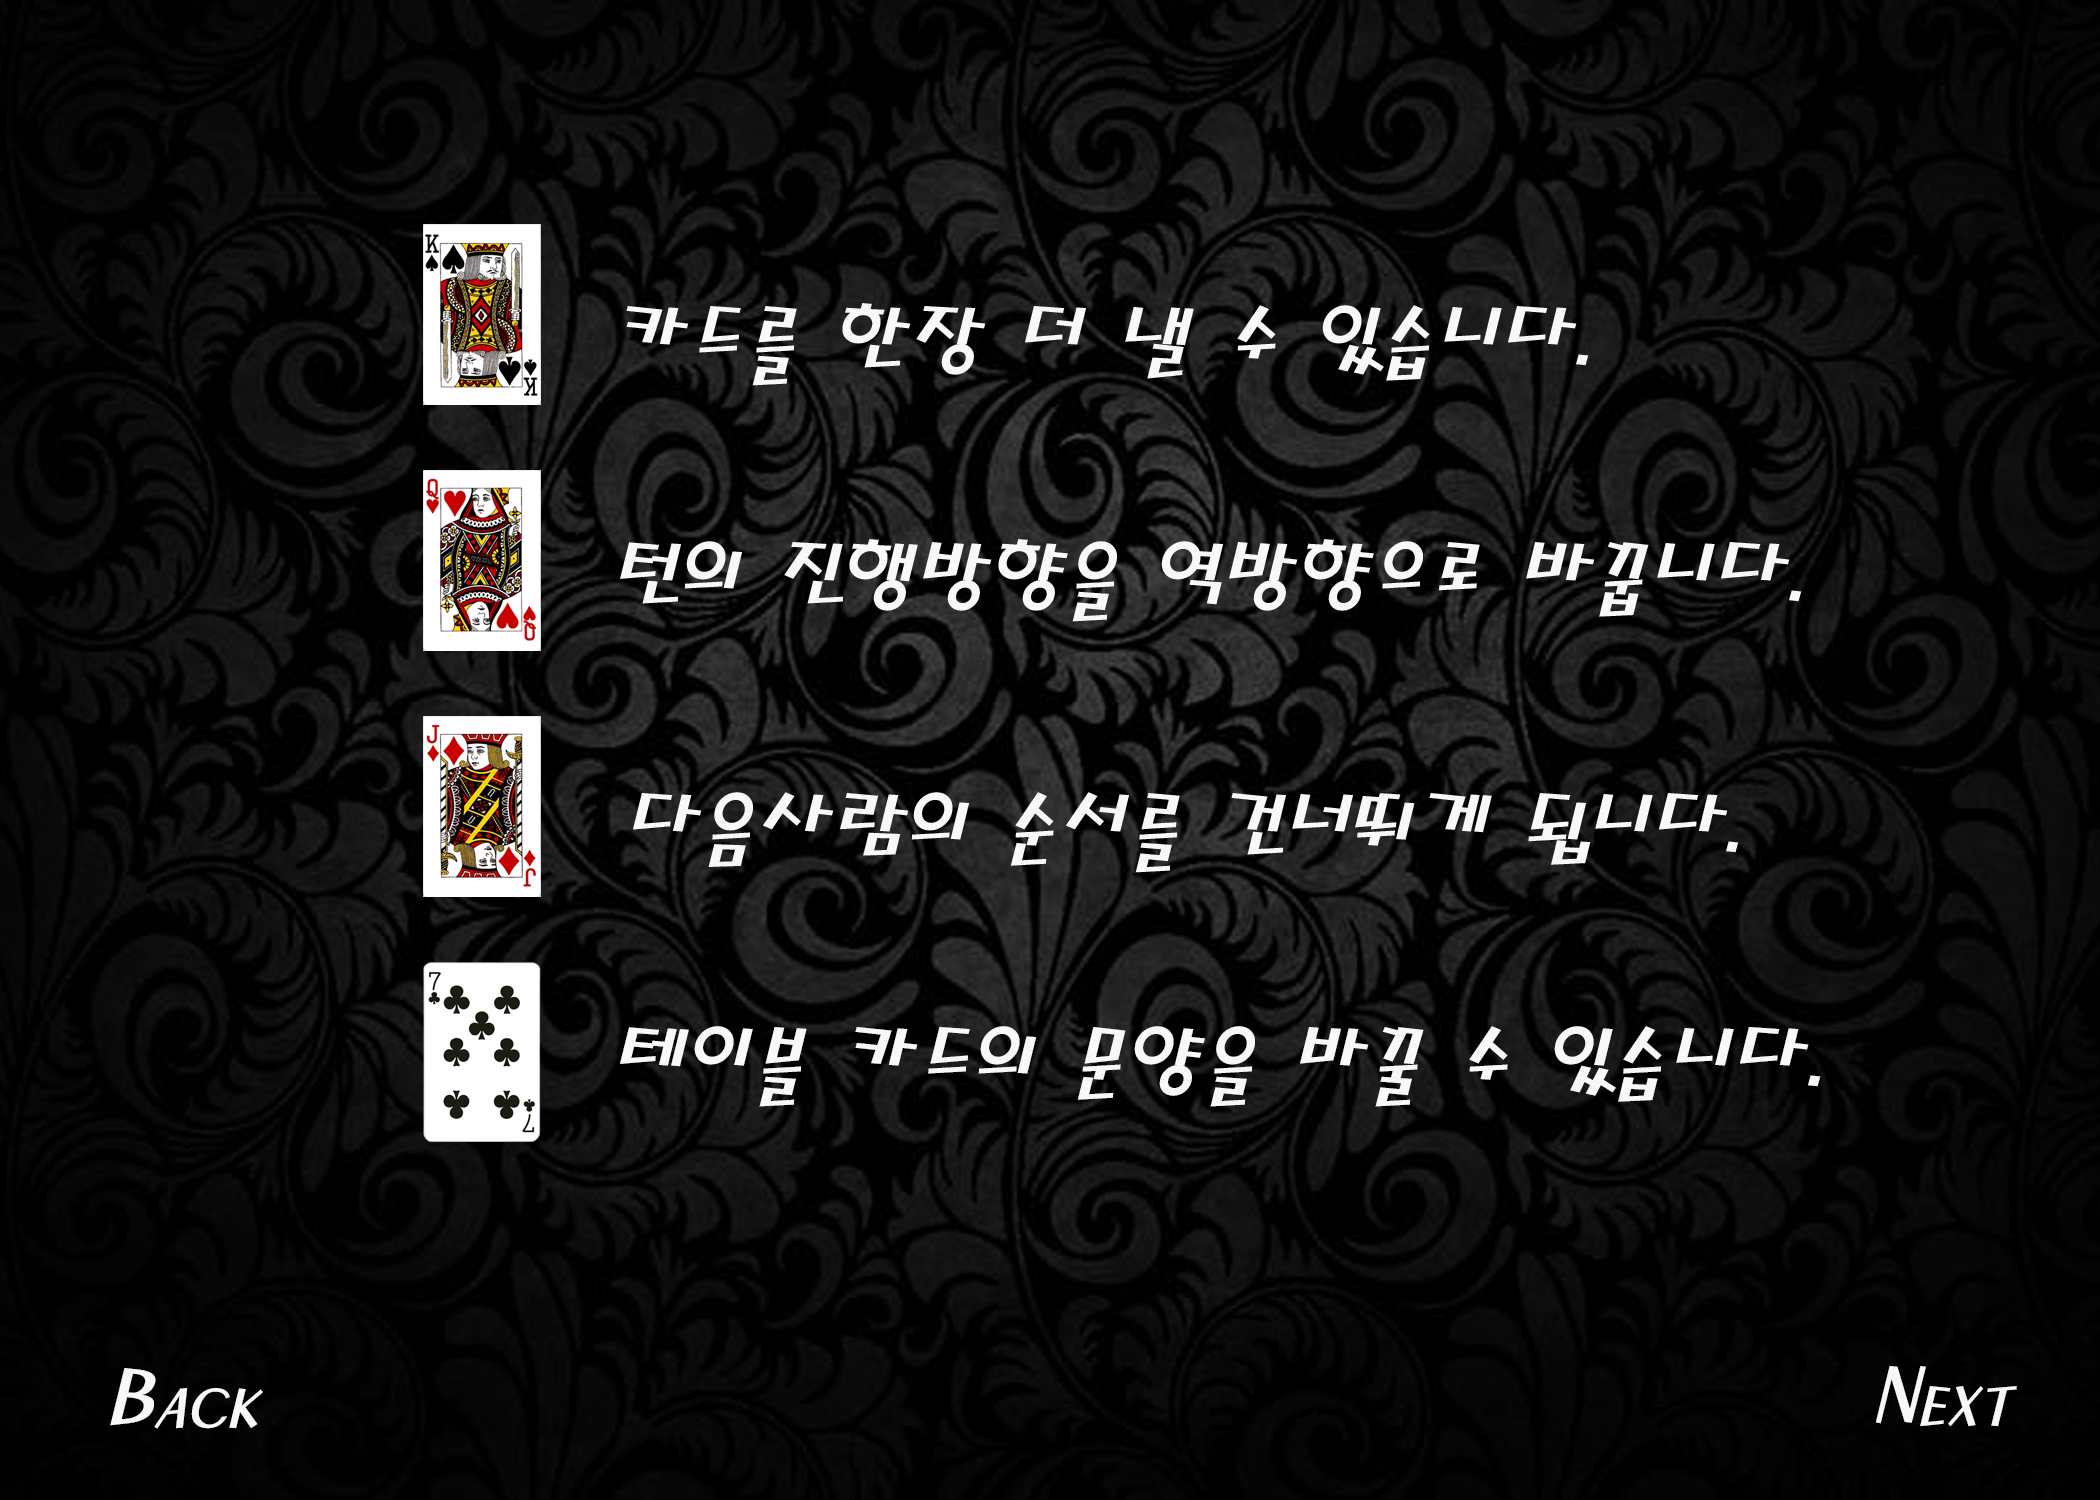 K
카드를 한장 더 낼 수 있습니다.
K
Q
턴의 진행방향을 역방향으로 바꿉니다.
Q
J
다음사람의 순서를 건너뛰게 됩니다.
J
7
테이블 카드의 문양을 바꿀 수 있습니다.
7
BACK
NEXT